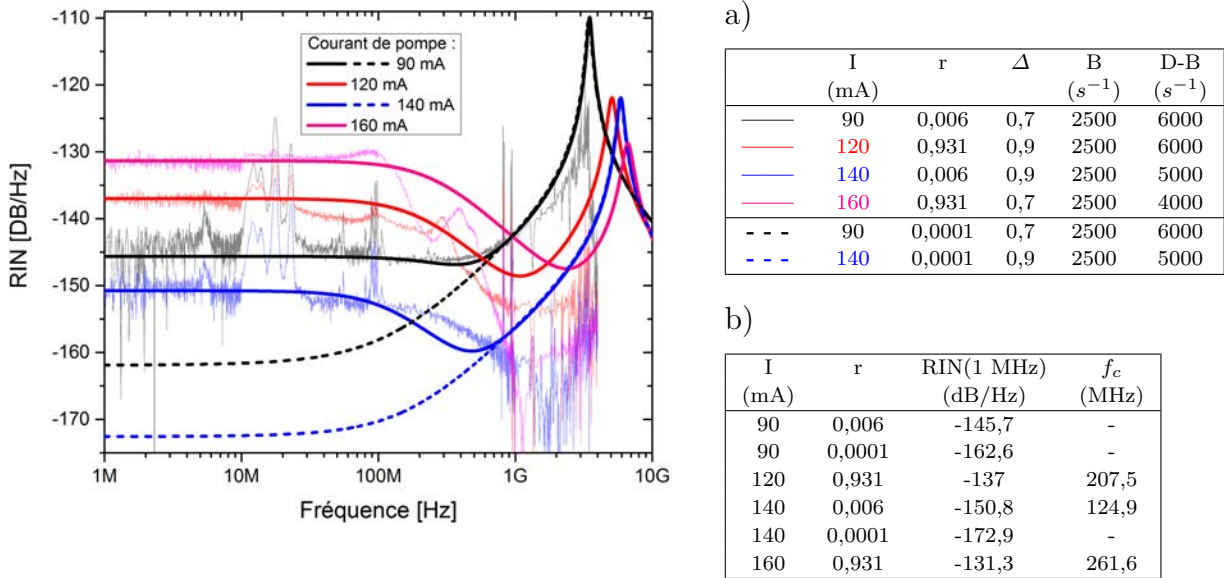 -110
-120
-130
-140
-150
-160
-170
RIN [DB/Hz]
Courant de pompe :
90 mA
120 mA
140 mA
160 mA
1M 10M 100M 1G 10G
Fréquence [Hz]
a)
I r Δ B D-B
(mA) (s⁻¹) (s⁻¹)
90 0,006 0,7 2500 6000
120 0,931 0,9 2500 6000
140 0,006 0,9 2500 5000
160 0,931 0,7 2500 4000
90 0,0001 0,7 2500 6000
140 0,0001 0,9 2500 5000
b)
I r RIN(1 MHz) f_c
(mA) (dB/Hz) (MHz)
90 0,006 -145,7 -
90 0,0001 -162,6 -
120 0,931 -137 207,5
140 0,006 -150,8 124,9
140 0,0001 -172,9 -
160 0,931 -131,3 261,6